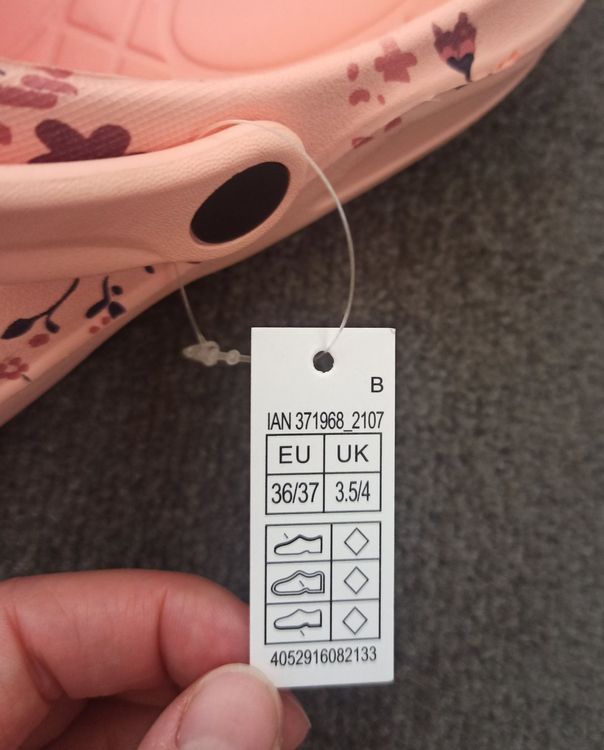 B
IAN 371968_2107
EU UK
36/37 3.5/4
4052916082133